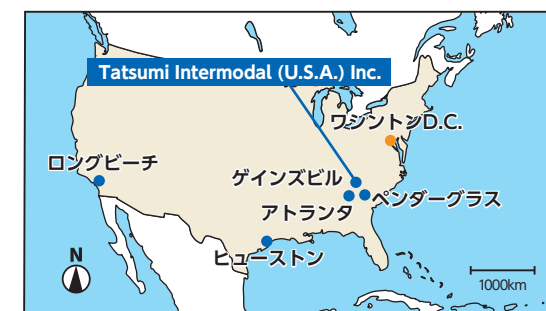 Tatsumi Intermodal (U.S.A.) Inc.
ワシントンD.C.
ロングビーチ
ゲインズビル
ペンダーグラス
アトランタ
ヒューストン
N
1000km